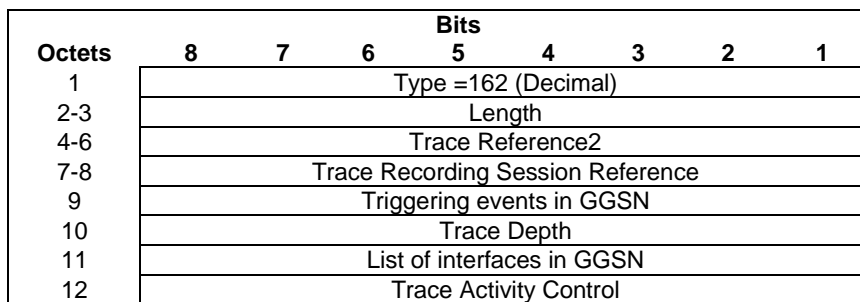 Bits
Octets 8 7 6 5 4 3 2 1
1 Type =162 (Decimal)
2-3 Length
4-6 Trace Reference2
7-8 Trace Recording Session Reference
9 Triggering events in GGSN
10 Trace Depth
11 List of interfaces in GGSN
12 Trace Activity Control